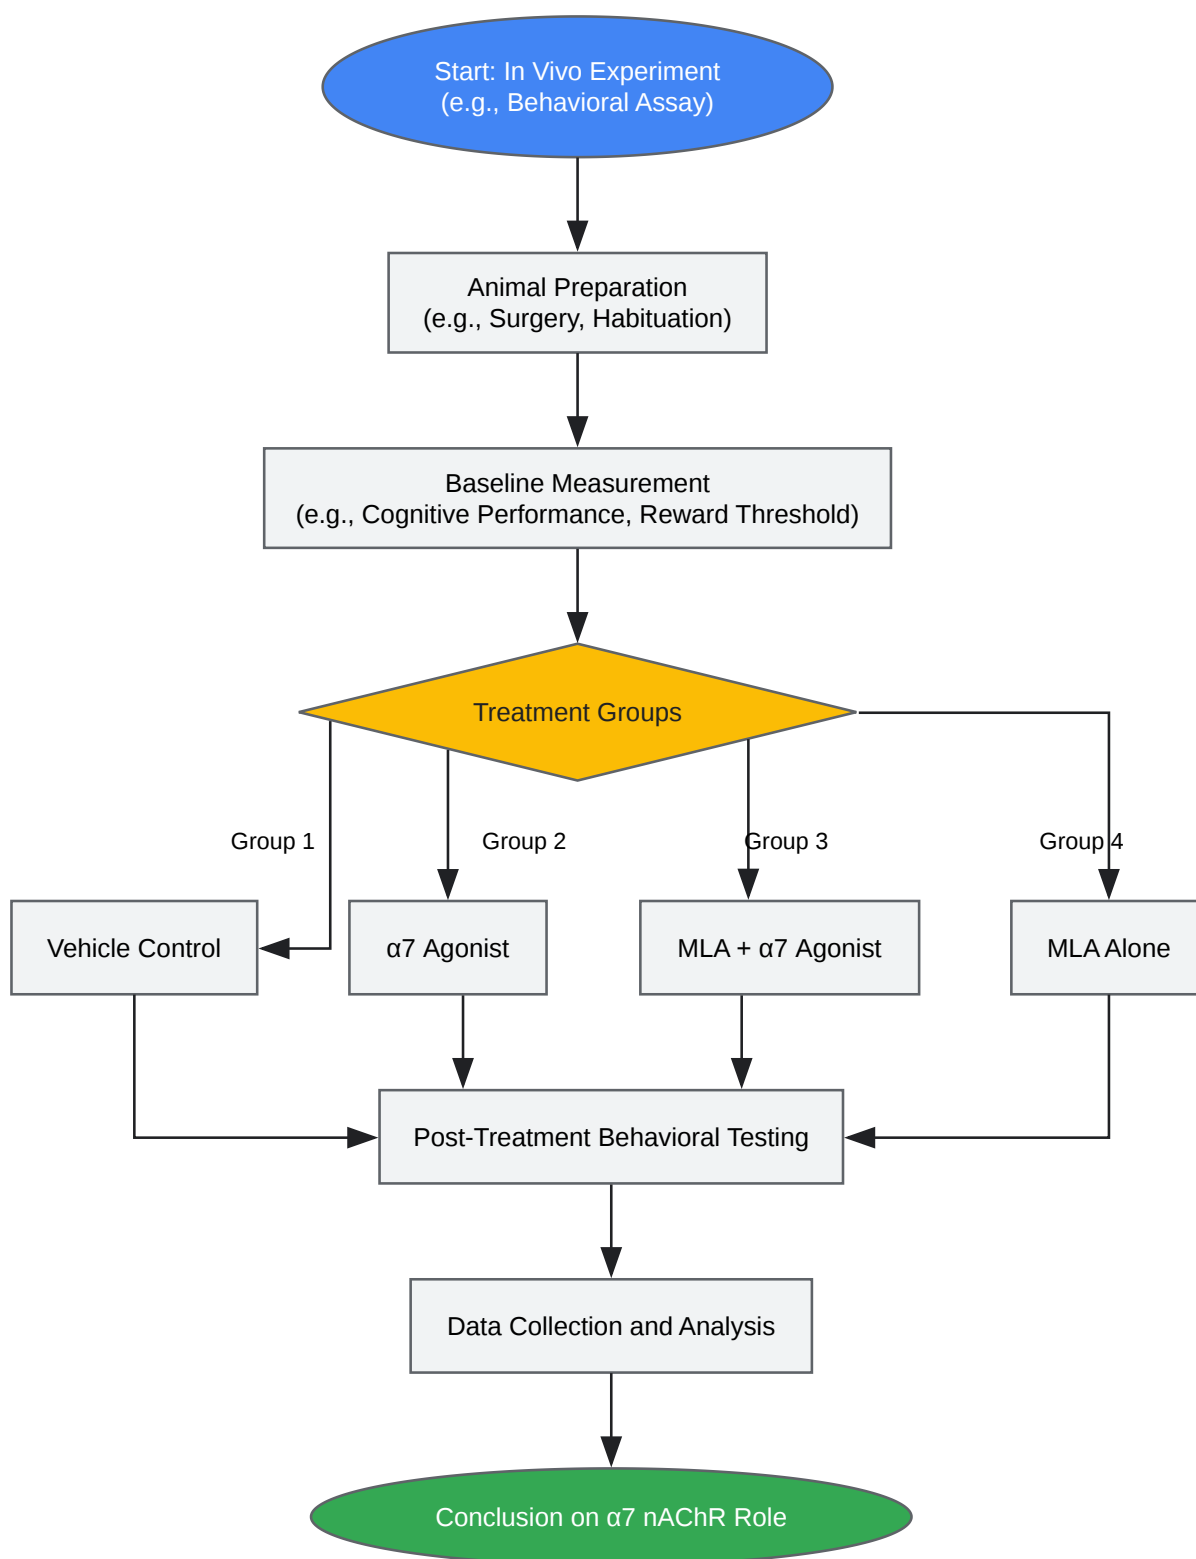 Start: In Vivo Experiment
(e.g., Behavioral Assay)
Animal Preparation
(e.g., Surgery, Habituation)
Baseline Measurement
(e.g., Cognitive Performance, Reward Threshold)
Treatment Groups
Group 1
Group 2
Group 3
Group 4
Vehicle Control
α7 Agonist
MLA + α7 Agonist
MLA Alone
Post-Treatment Behavioral Testing
Data Collection and Analysis
Conclusion on α7 nAChR Role